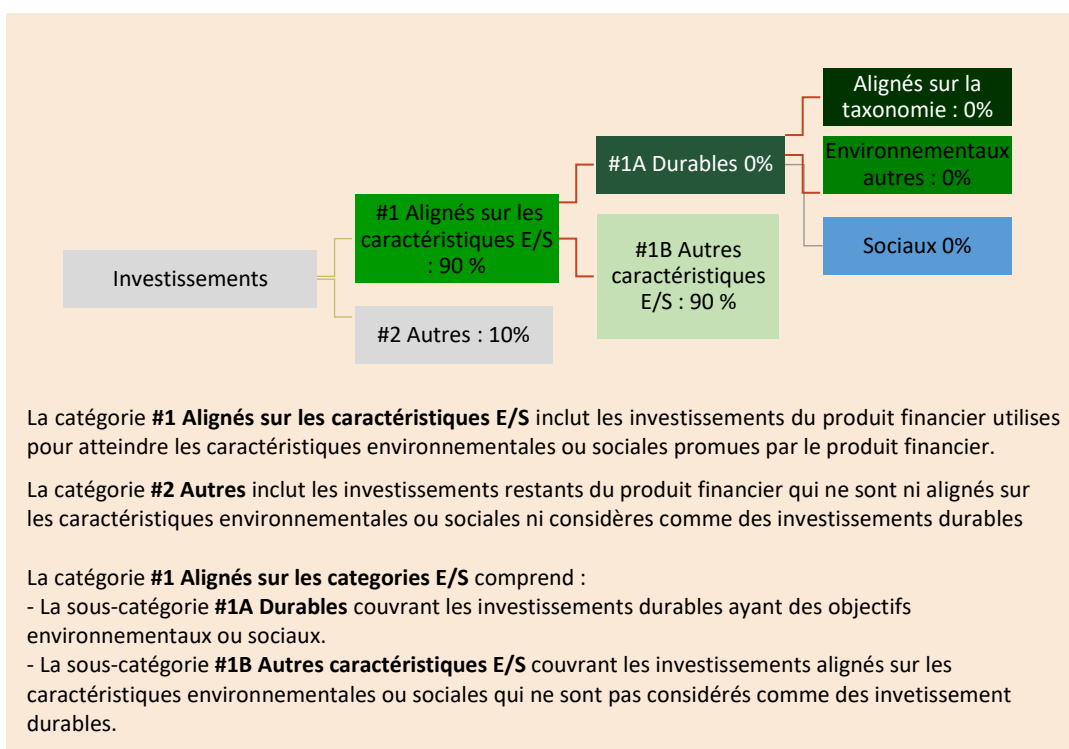 Alignés sur la
taxonomie : 0%
#1A Durables 0%
Environnementaux
autres : 0%
#1 Alignés sur les
caractéristiques E/S
: 90 %
#1B Autres
caractéristiques
E/S : 90 %
Sociaux 0%
Investissements
#2 Autres : 10%
La catégorie #1 Alignés sur les caractéristiques E/S inclut les investissements du produit financier utilises
pour atteindre les caractéristiques environnementales ou sociales promues par le produit financier.
La catégorie #2 Autres inclut les investissements restants du produit financier qui ne sont ni alignés sur
les caractéristiques environnementales ou sociales ni considères comme des investissements durables
La catégorie #1 Alignés sur les categories E/S comprend :
- La sous-catégorie #1A Durables couvrant les investissements durables ayant des objectifs
environnementaux ou sociaux.
- La sous-catégorie #1B Autres caractéristiques E/S couvrant les investissements alignés sur les
caractéristiques environnementales ou sociales qui ne sont pas considérés comme des invetissement
durables.